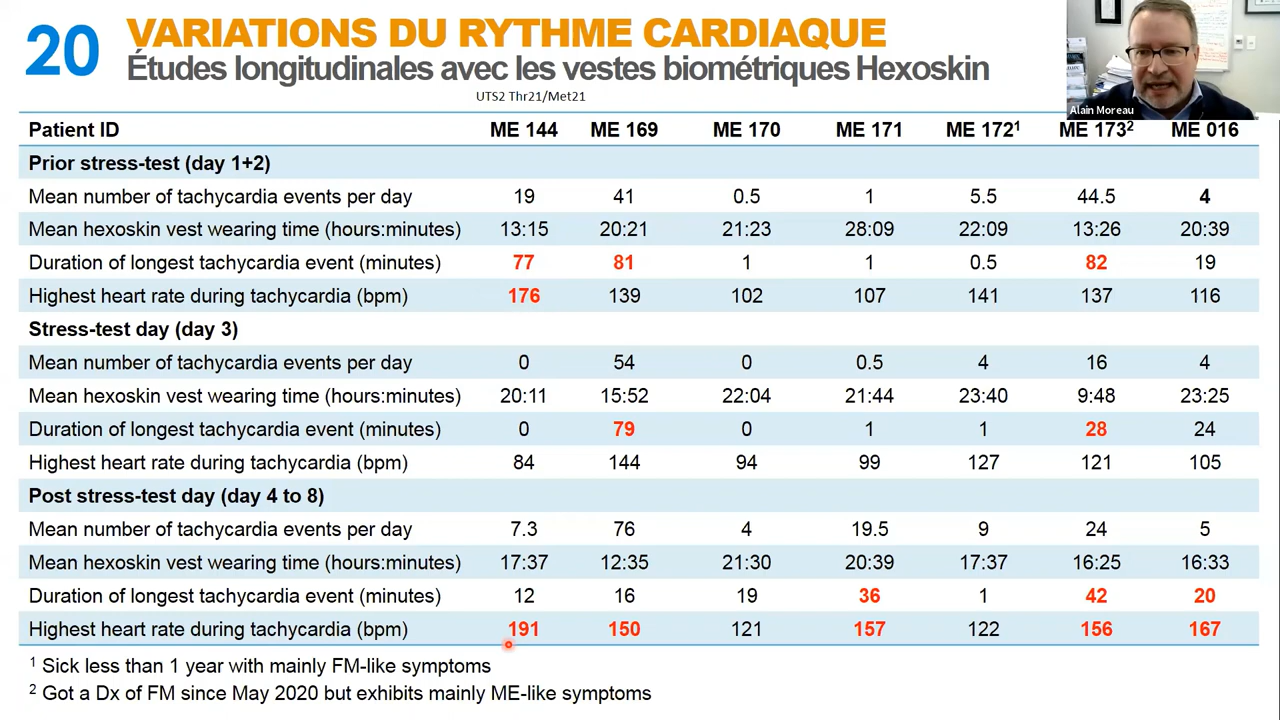 20
VARIATIONS DU RYTHME CARDIAQUE
Études longitudinales avec les vestes biométriques Hexoskin
UTS2 Thr21/Met21
Alain Moreau
Patient ID ME 144 ME 169 ME 170 ME 171 ME 172¹ ME 173² ME 016
Prior stress-test (day 1+2)
Mean number of tachycardia events per day 19 41 0.5 1 5.5 44.5 4
Mean hexoskin vest wearing time (hours:minutes) 13:15 20:21 21:23 28:09 22:09 13:26 20:39
Duration of longest tachycardia event (minutes) 77 81 1 1 0.5 82 19
Highest heart rate during tachycardia (bpm) 176 139 102 107 141 137 116
Stress-test day (day 3)
Mean number of tachycardia events per day 0 54 0 0.5 4 16 4
Mean hexoskin vest wearing time (hours:minutes) 20:11 15:52 22:04 21:44 23:40 9:48 23:25
Duration of longest tachycardia event (minutes) 0 79 0 1 1 28 24
Highest heart rate during tachycardia (bpm) 84 144 94 99 127 121 105
Post stress-test day (day 4 to 8)
Mean number of tachycardia events per day 7.3 76 4 19.5 9 24 5
Mean hexoskin vest wearing time (hours:minutes) 17:37 12:35 21:30 20:39 17:37 16:25 16:33
Duration of longest tachycardia event (minutes) 12 16 19 36 1 42 20
Highest heart rate during tachycardia (bpm) 191 150 121 157 122 156 167
¹ Sick less than 1 year with mainly FM-like symptoms
² Got a Dx of FM since May 2020 but exhibits mainly ME-like symptoms